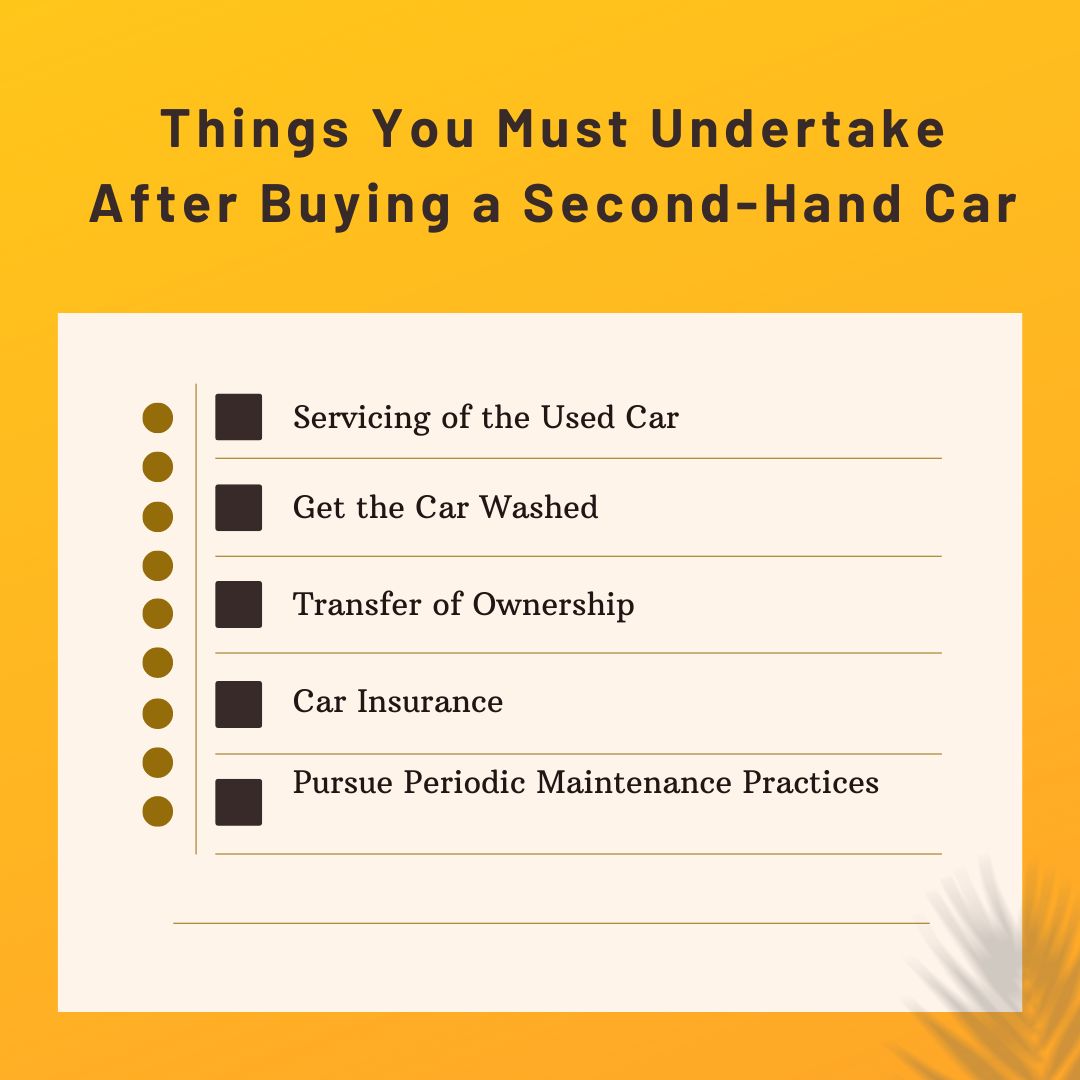 Things You Must Undertake
After Buying a Second-Hand Car
Servicing of the Used Car
Get the Car Washed
Transfer of Ownership
Car Insurance
Pursue Periodic Maintenance Practices